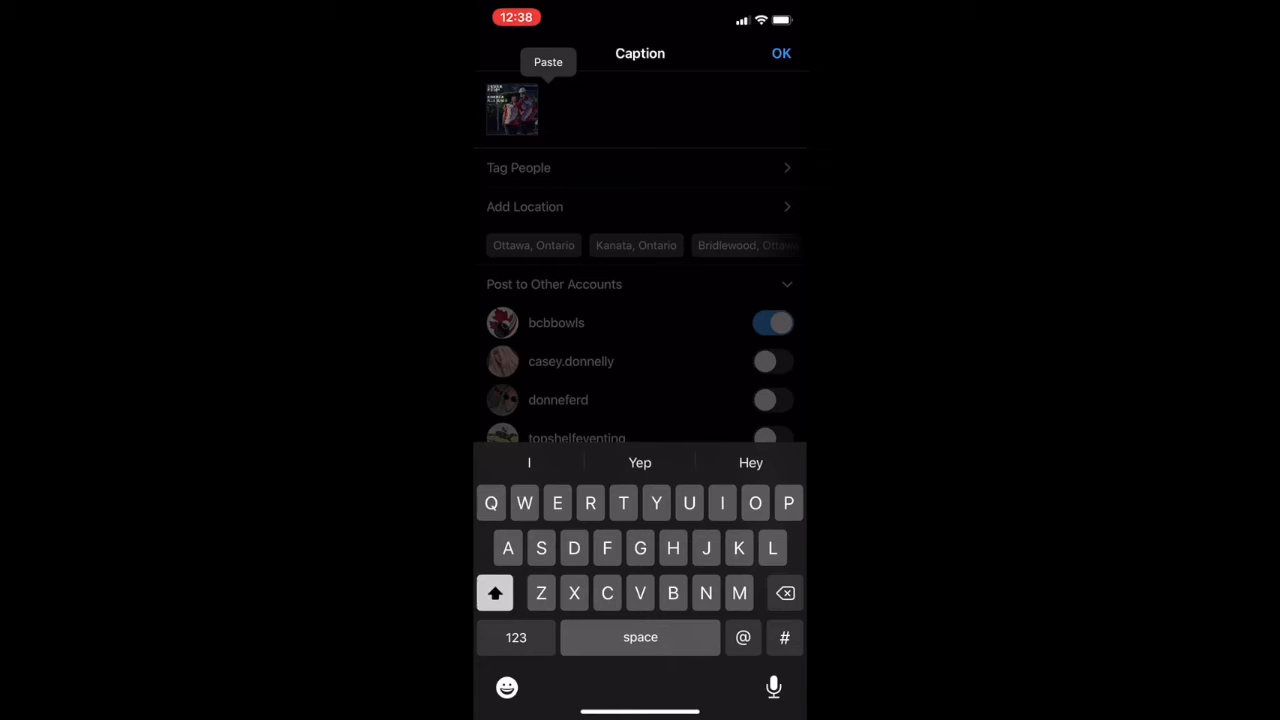 12:38
Caption
OK
Paste
Tag People
Add Location
Ottawa, Ontario
Kanata, Ontario
Bridlewood, Ottawa
Post to Other Accounts
bcbbowls
casey.donnelly
donneferd
topshelfeventing
I
Yep
Hey
Q W E R T Y U I O P
A S D F G H J K L
Z X C V B N M
123
space
@
#